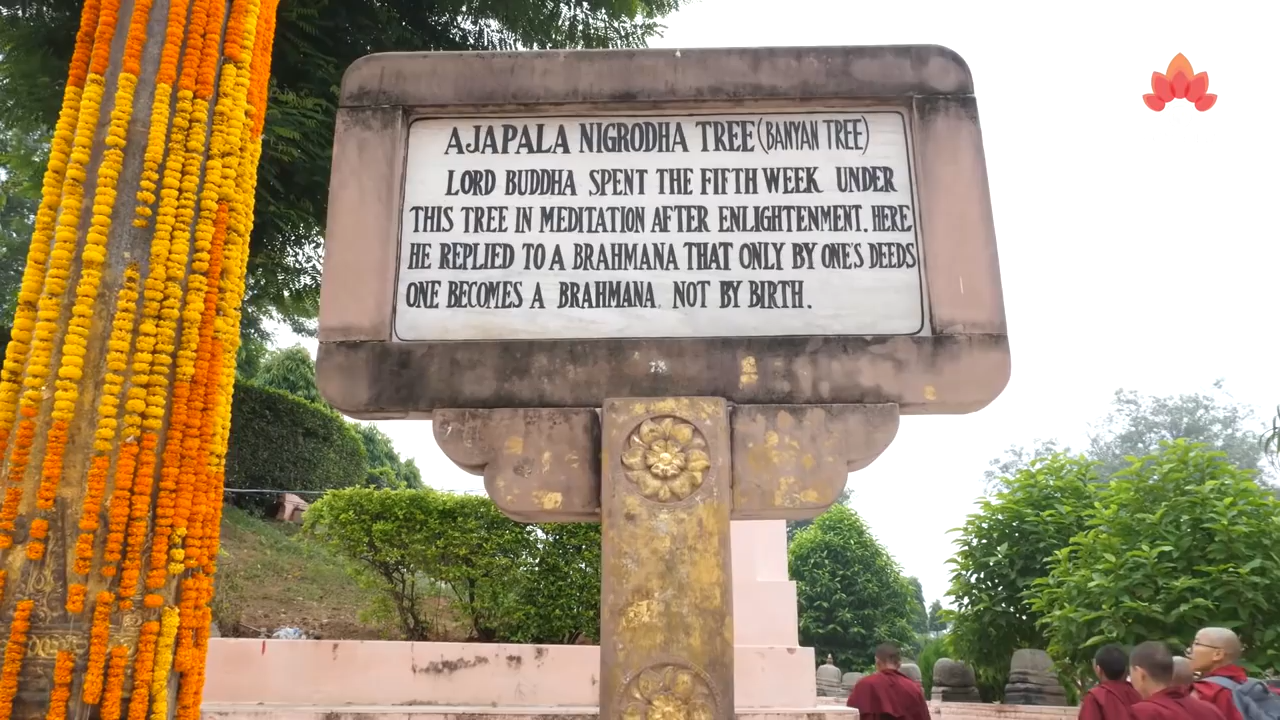 AJAPALA NIGRODHA TREE (BANYAN TREE)
LORD BUDDHA SPENT THE FIFTH WEEK UNDER
THIS TREE IN MEDITATION AFTER ENLIGHTENMENT. HERE
HE REPLIED TO A BRAHMANA THAT ONLY BY ONE'S DEEDS
ONE BECOMES A BRAHMANA. NOT BY BIRTH.